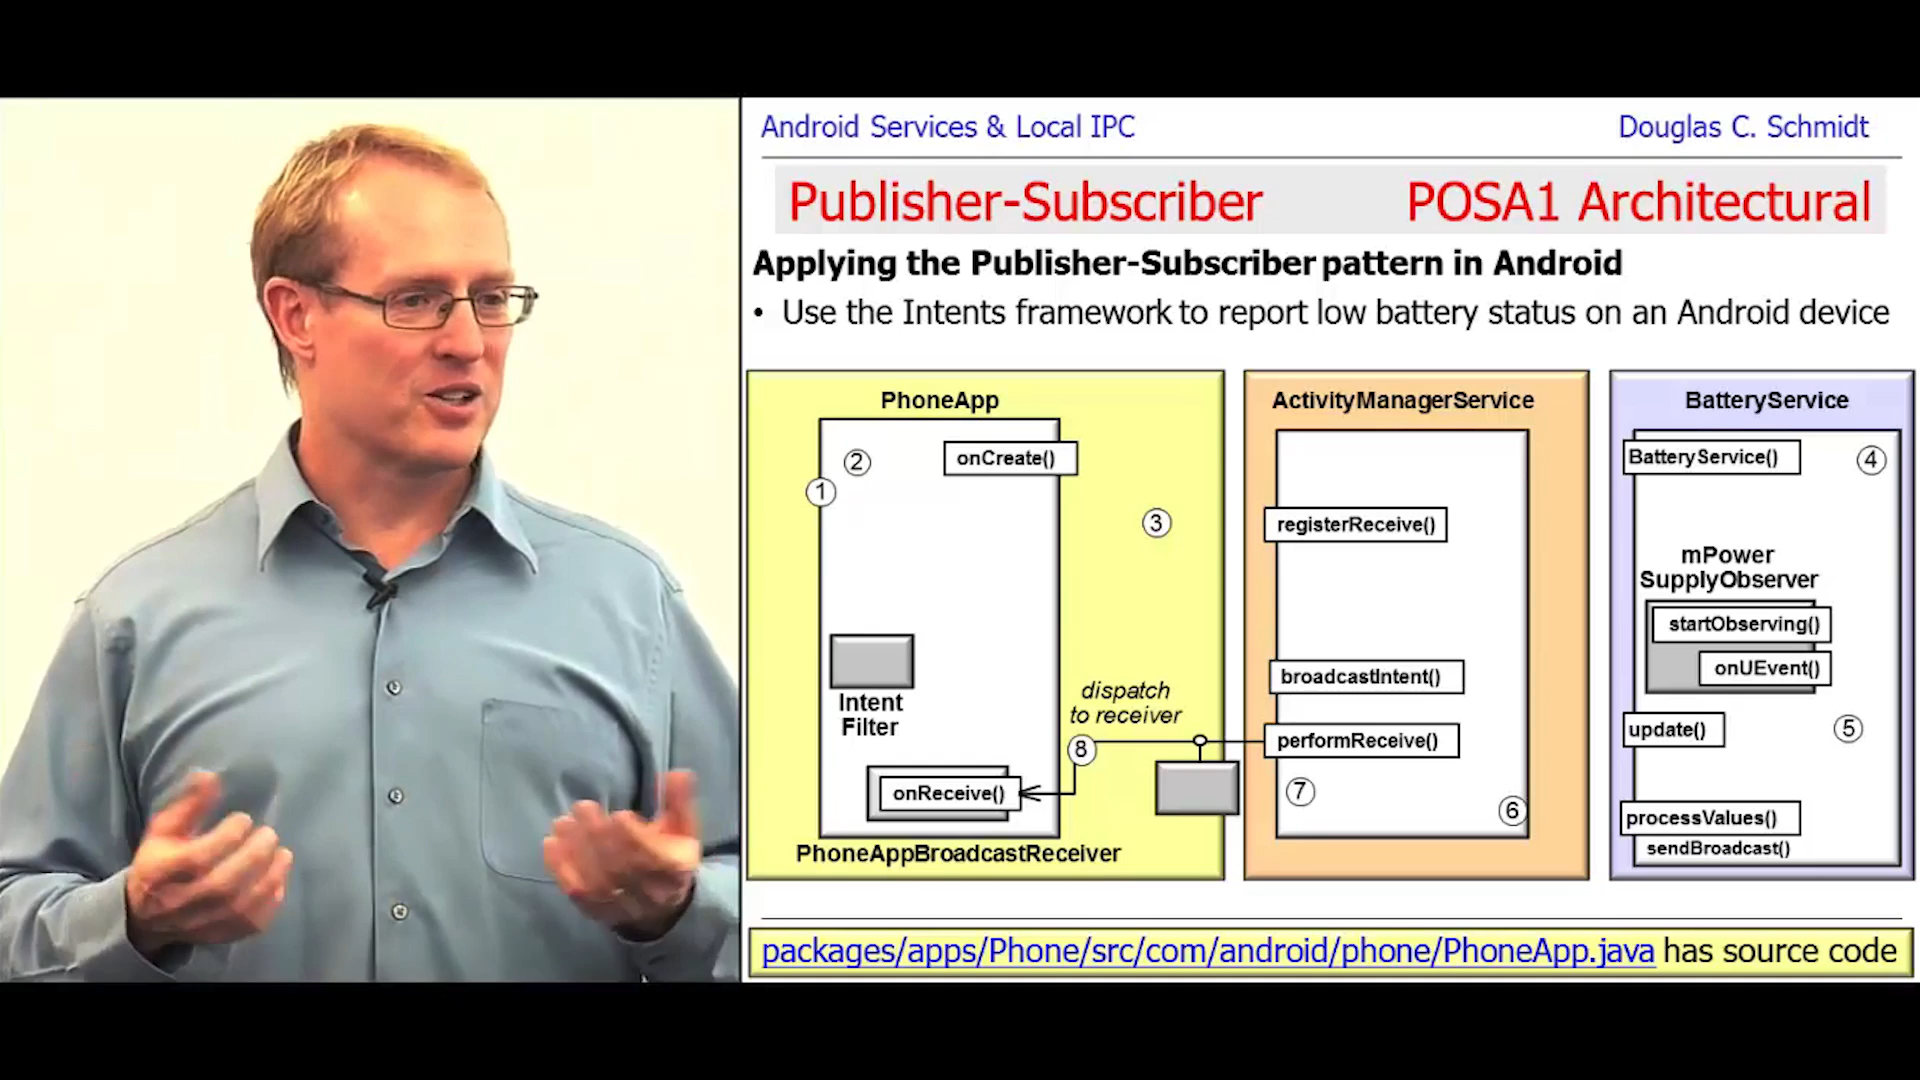 Android Services & Local IPC
Douglas C. Schmidt
Publisher-Subscriber
POSA1 Architectural
Applying the Publisher-Subscriber pattern in Android
• Use the Intents framework to report low battery status on an Android device
PhoneApp
2
onCreate()
1
3
Intent
Filter
dispatch
to receiver
8
onReceive()
PhoneAppBroadcastReceiver
ActivityManagerService
registerReceive()
broadcastIntent()
performReceive()
7
6
BatteryService
BatteryService()
4
mPower
SupplyObserver
startObserving()
onUEvent()
update()
5
processValues()
sendBroadcast()
packages/apps/Phone/src/com/android/phone/PhoneApp.java has source code